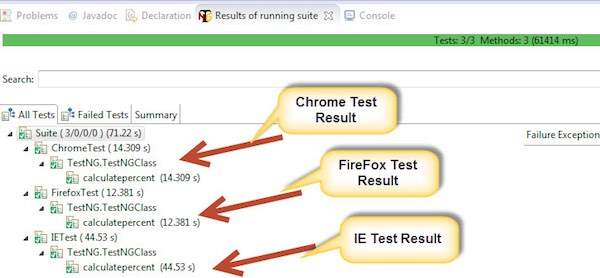 Problems @ Javadoc Declaration Results of running suite Console
Tests: 3/3 Methods: 3 (61414 ms)
Search:
Chrome Test
Result
All Tests Failed Tests Summary
Suite ( 3/0/0/0 ) (71.22 s)
Failure Exception
ChromeTest ( 14.309 s)
TestNG.TestNGClass
calculatepercent (14.309 s)
FireFox Test
Result
FirefoxTest ( 12.381 s)
TestNG.TestNGClass
calculatepercent (12.381 s)
IE Test Result
IETest ( 44.53 s)
TestNG.TestNGClass
calculatepercent (44.53 s)